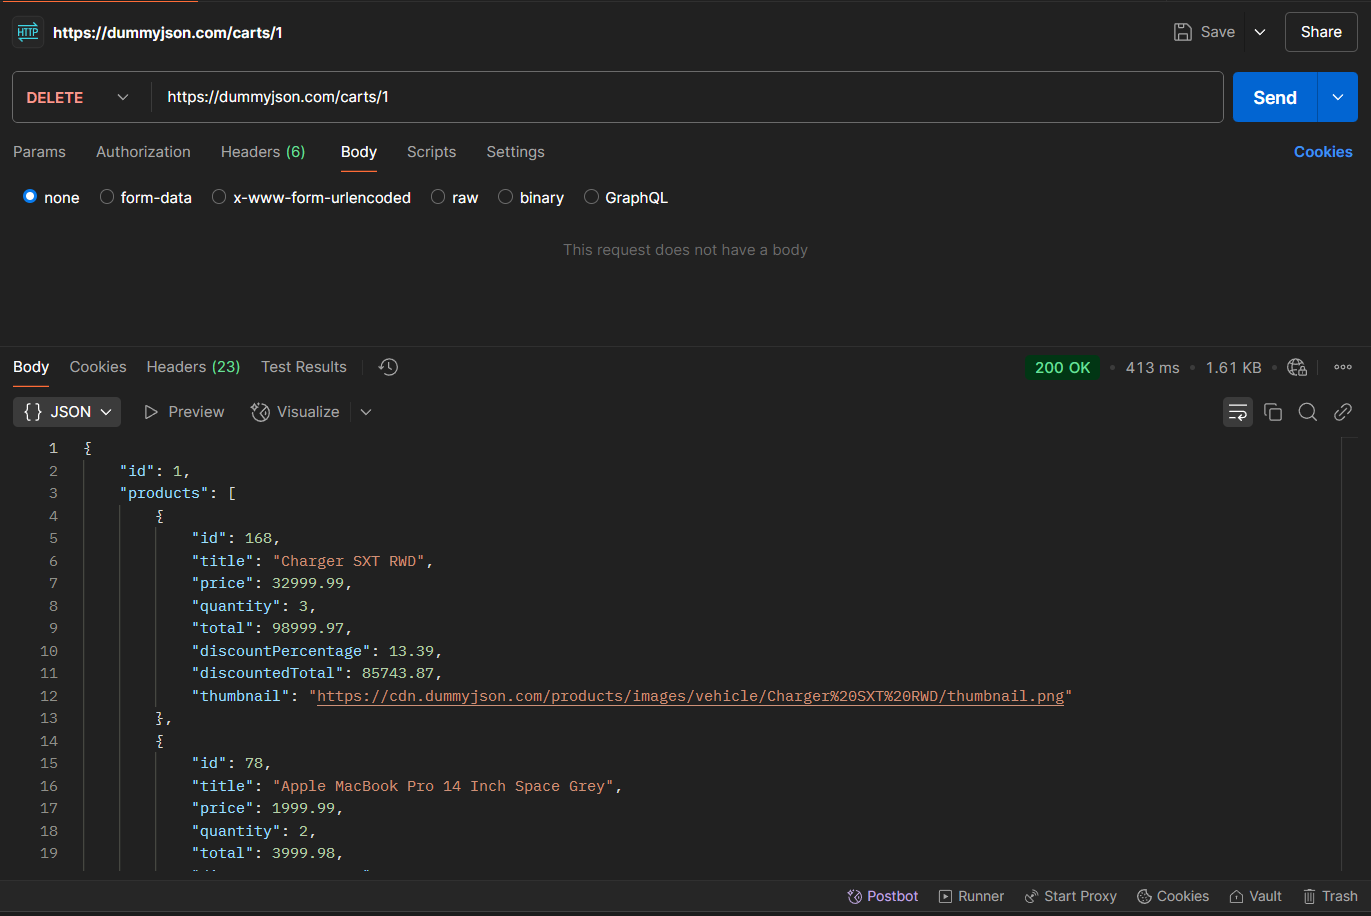 HTTP https://dummyjson.com/carts/1 Save Share
DELETE https://dummyjson.com/carts/1 Send
Params Authorization Headers (6) Body Scripts Settings Cookies
none form-data x-www-form-urlencoded raw binary GraphQL
This request does not have a body
Body Cookies Headers (23) Test Results 200 OK • 413 ms • 1.61 KB •
{} JSON Preview Visualize
1 {
2 "id": 1,
3 "products": [
4 {
5 "id": 168,
6 "title": "Charger SXT RWD",
7 "price": 32999.99,
8 "quantity": 3,
9 "total": 98999.97,
10 "discountPercentage": 13.39,
11 "discountedTotal": 85743.87,
12 "thumbnail": "https://cdn.dummyjson.com/products/images/vehicle/Charger%20SXT%20RWD/thumbnail.png"
13 },
14 {
15 "id": 78,
16 "title": "Apple MacBook Pro 14 Inch Space Grey",
17 "price": 1999.99,
18 "quantity": 2,
19 "total": 3999.98,
Postbot Runner Start Proxy Cookies Vault Trash